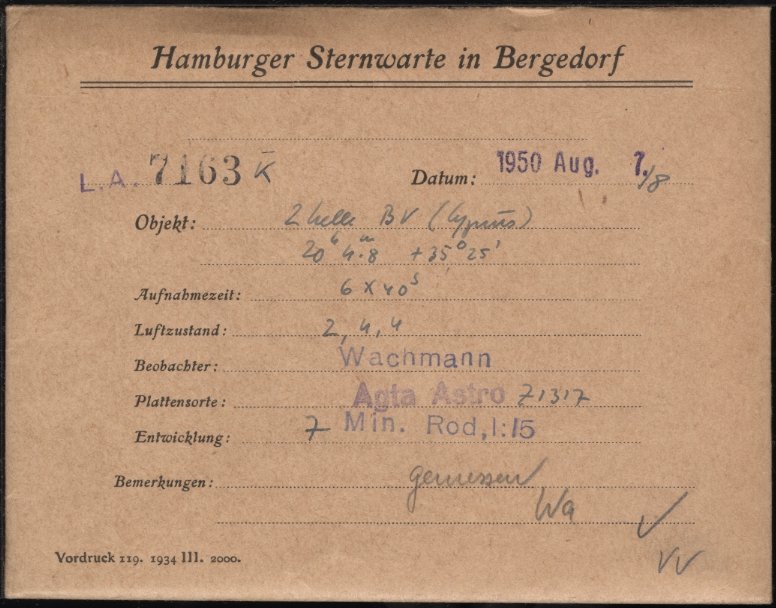 Hamburger Sternwarte in Bergedorf
L.A. 7163 K
Datum: 1950 Aug. 7./8
Objekt: 2 helle BV (Cygnus)
20h 4m.8 +35° 25'
Aufnahmezeit: 6 x 40s
Luftzustand: 2, 4, 4
Beobachter: Wachmann
Plattensorte: Agfa Astro 71317
Entwicklung: 7 Min. Rod, 1:15
Bemerkungen: gemessen
Wa
Vordruck 119. 1934 III. 2000.